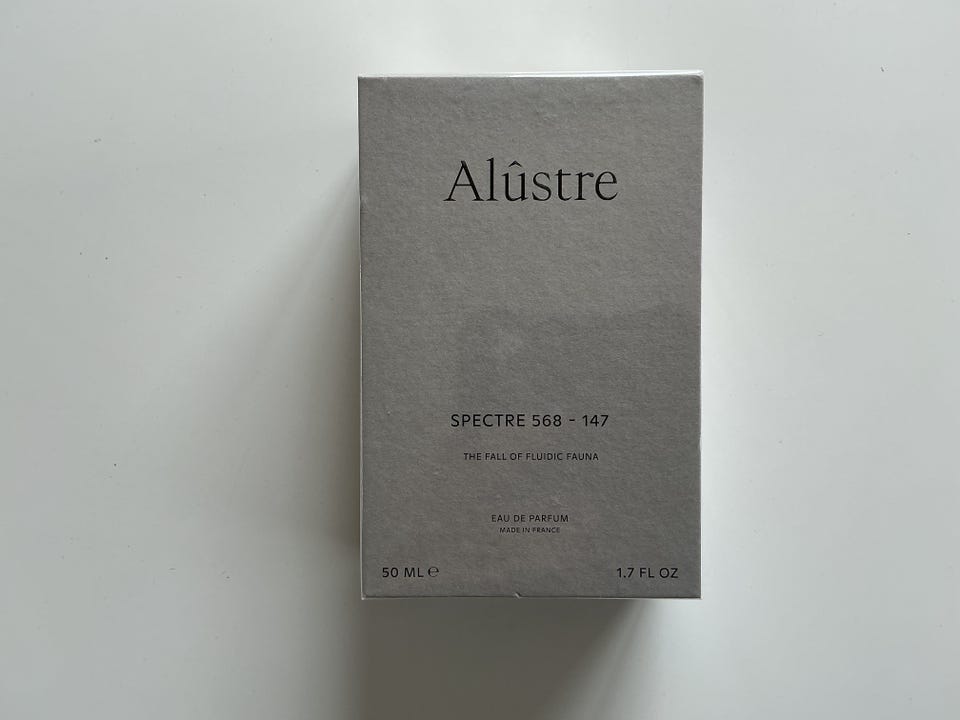 Alûstre
SPECTRE 568 - 147
THE FALL OF FLUIDIC FAUNA
EAU DE PARFUM
MADE IN FRANCE
50 ML ℮
1.7 FL OZ